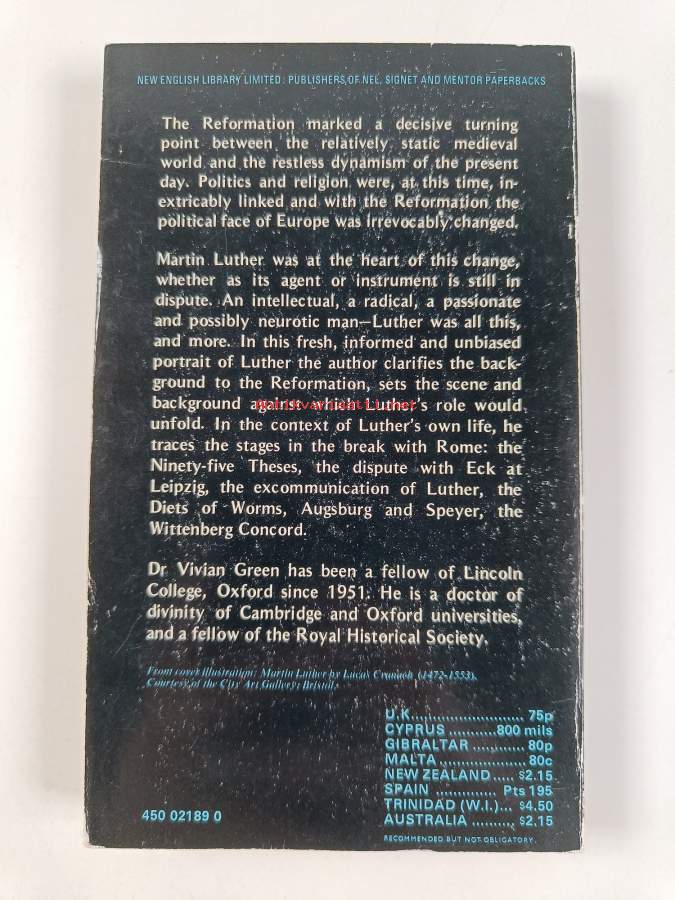 NEW ENGLISH LIBRARY LIMITED: PUBLISHERS OF NEL, SIGNET AND MENTOR PAPERBACKS
The Reformation marked a decisive turning
point between the relatively static medieval
world and the restless dynamism of the present
day. Politics and religion were, at this time, in-
extricably linked and with the Reformation the
political face of Europe was irrevocably changed.
Martin Luther was at the heart of this change,
whether as its agent or instrument is still in
dispute. An intellectual, a radical, a passionate
and possibly neurotic man—Luther was all this,
and more. In this fresh, informed and unbiased
portrait of Luther the author clarifies the back-
ground to the Reformation, sets the scene and
background against which Luther's role would
unfold. In the context of Luther's own life, he
traces the stages in the break with Rome: the
Ninety-five Theses, the dispute with Eck at
Leipzig, the excommunication of Luther, the
Diets of Worms, Augsburg and Speyer, the
Wittenberg Concord.
Dr Vivian Green has been a fellow of Lincoln
College, Oxford since 1951. He is a doctor of
divinity of Cambridge and Oxford universities,
and a fellow of the Royal Historical Society.
Front cover illustration: Martin Luther by Lucas Cranach (1472-1553).
Courtesy of the City Art Gallery: Bristol.
U.K........................ 75p
CYPRUS ..........800 mils
GIBRALTAR ........... 80p
MALTA................... 80c
NEW ZEALAND..... $2.15
SPAIN .............. Pts 195
TRINIDAD (W.I.)... $4.50
AUSTRALIA .......... $2.15
RECOMMENDED BUT NOT OBLIGATORY.
450 02189 0